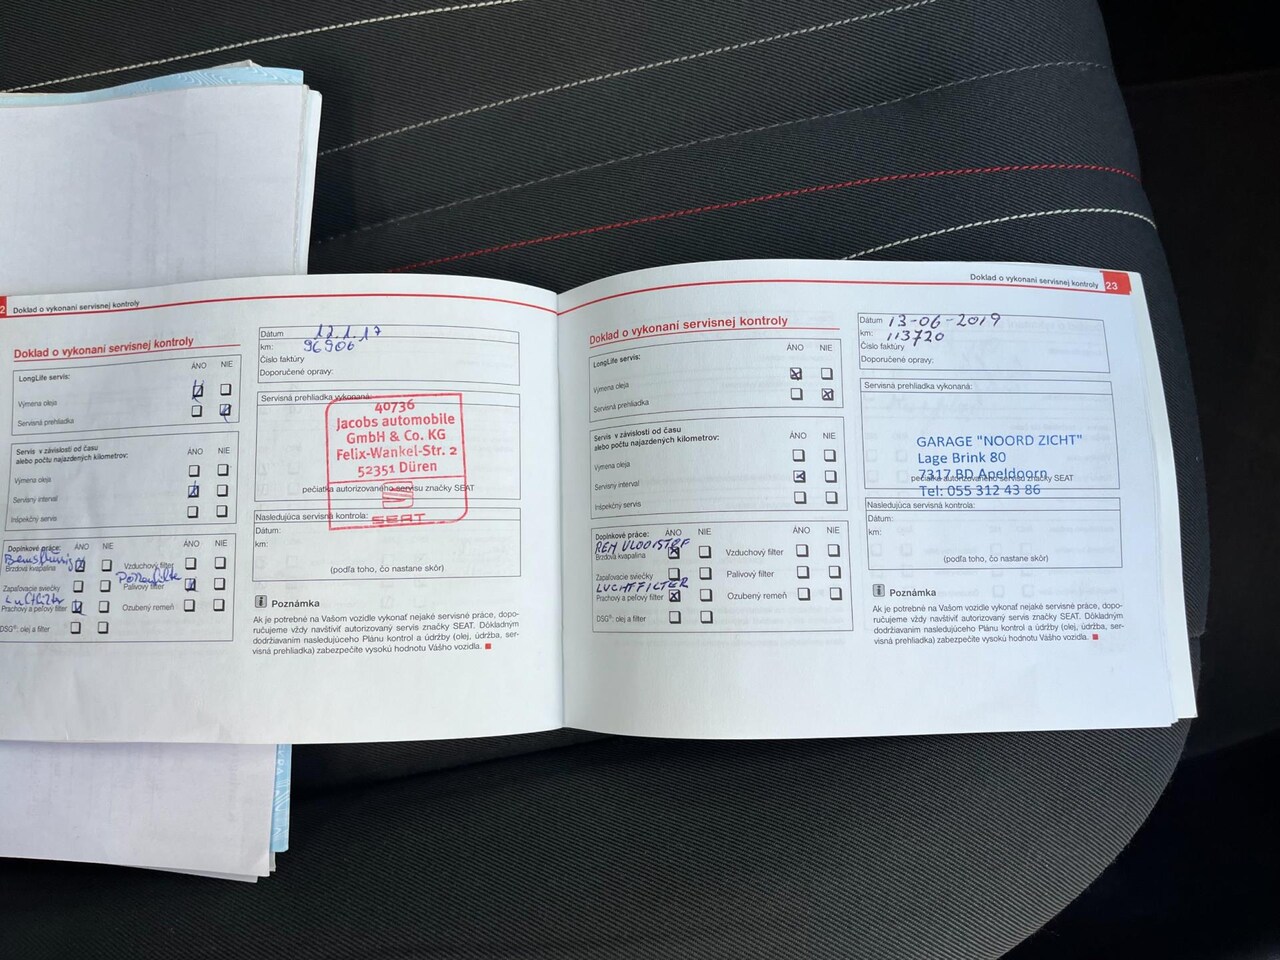 2 Doklad o vykonaní servisnej kontroly
Doklad o vykonaní servisnej kontroly
LongLife servis:
ÁNO NIE
Výmena oleja
Servisná prehliadka
Servis v závislosti od času
alebo počtu najazdených kilometrov:
ÁNO NIE
Výmena oleja
Servisný interval
Inšpekčný servis
Doplnkové práce: ÁNO NIE ÁNO NIE
Brzdová kvapalina Vzduchový filter
Pollenfilter
Zapaľovacie sviečky Palivový filter
Luftfilter
Prachový a peľový filter Ozubený remeň
DSG®: olej a filter
Dátum 17.1.17
km: 96906
Číslo faktúry
Doporučené opravy:
Servisná prehliadka vykonaná:
40736
Jacobs automobile
GmbH & Co. KG
Felix-Wankel-Str. 2
52351 Düren
pečiatka autorizovaného servisu značky SEAT
SEAT
Nasledujúca servisná kontrola:
Dátum:
km:
(podľa toho, čo nastane skôr)
Poznámka
Ak je potrebné na Vašom vozidle vykonať nejaké servisné práce, dopo-
ručujeme vždy navštíviť autorizovaný servis značky SEAT. Dôkladným
dodržiavaním nasledujúceho Plánu kontrol a údržby (olej, údržba, ser-
visná prehliadka) zabezpečíte vysokú hodnotu Vášho vozidla.
Doklad o vykonaní servisnej kontroly 23
Doklad o vykonaní servisnej kontroly
LongLife servis:
ÁNO NIE
Výmena oleja
Servisná prehliadka
Servis v závislosti od času
alebo počtu najazdených kilometrov:
ÁNO NIE
Výmena oleja
Servisný interval
Inšpekčný servis
Doplnkové práce: ÁNO NIE ÁNO NIE
REM VLOOISTEF
Brzdová kvapalina Vzduchový filter
Zapaľovacie sviečky Palivový filter
LUCHTFILTER
Prachový a peľový filter Ozubený remeň
DSG®: olej a filter
Dátum 13-06-2019
km: 113720
Číslo faktúry
Doporučené opravy:
Servisná prehliadka vykonaná:
GARAGE "NOORD ZICHT"
Lage Brink 80
7317 BD Apeldoorn
pečiatka autorizovaného servisu značky SEAT
Tel: 055 312 43 86
Nasledujúca servisná kontrola:
Dátum:
km:
(podľa toho, čo nastane skôr)
Poznámka
Ak je potrebné na Vašom vozidle vykonať nejaké servisné práce, dopo-
ručujeme vždy navštíviť autorizovaný servis značky SEAT. Dôkladným
dodržiavaním nasledujúceho Plánu kontrol a údržby (olej, údržba, ser-
visná prehliadka) zabezpečíte vysokú hodnotu Vášho vozidla.